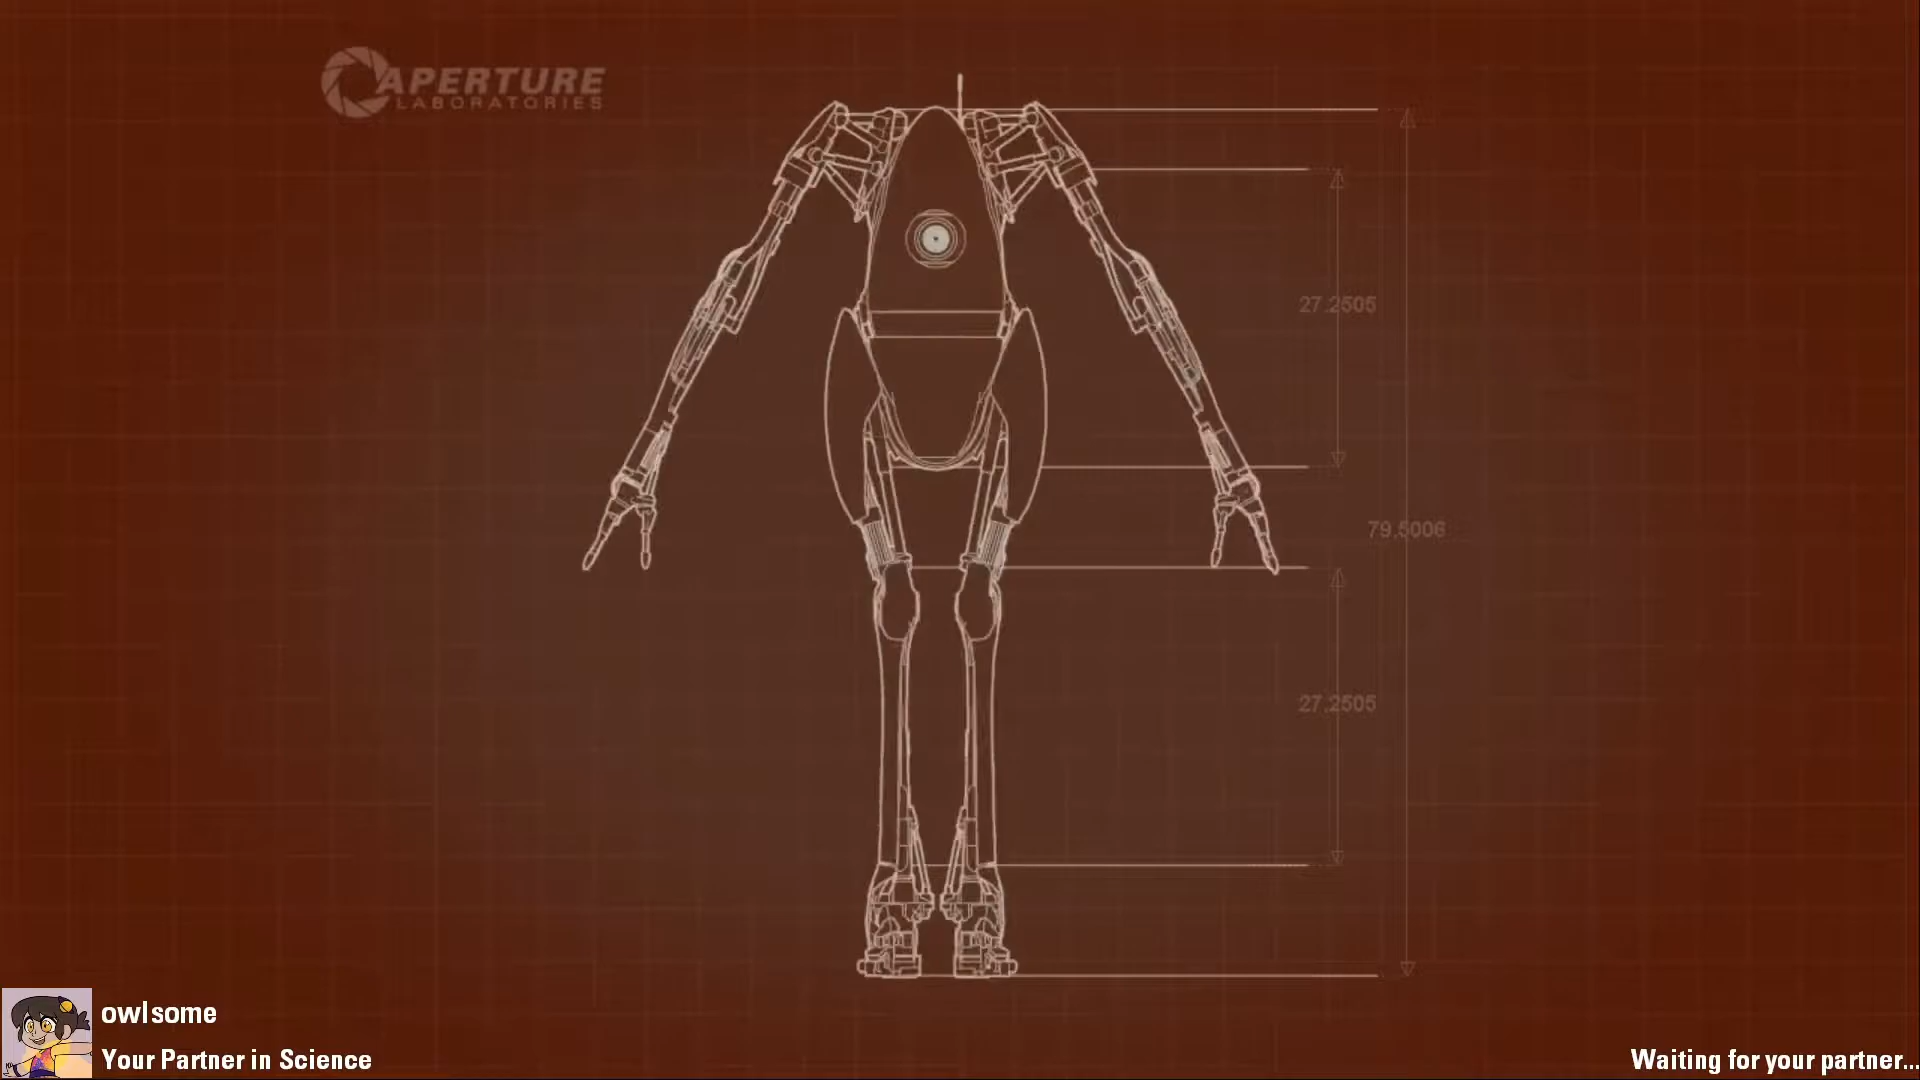 APERTURE
LABORATORIES
27.2505
79.5006
27.2505
owlsome
Your Partner in Science
Waiting for your partner...